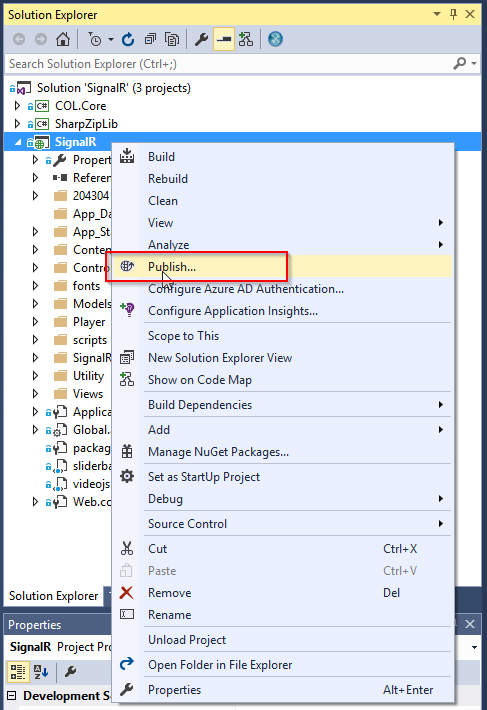 Solution Explorer
Search Solution Explorer (Ctrl+;)
Solution 'SignalR' (3 projects)
C# COL.Core
C# SharpZipLib
SignalR
Propert
Referen
204304
App_Da
App_Sta
Conten
Contro
fonts
Models
Player
scripts
SignalR
Utility
Views
Applica
Global.
packag
sliderba
videojs
Web.co
Build
Rebuild
Clean
View
Analyze
Publish...
Configure Azure AD Authentication...
Configure Application Insights...
Scope to This
New Solution Explorer View
Show on Code Map
Build Dependencies
Add
Manage NuGet Packages...
Set as StartUp Project
Debug
Source Control
Cut Ctrl+X
Paste Ctrl+V
Remove Del
Rename
Unload Project
Open Folder in File Explorer
Properties Alt+Enter
Solution Explorer
Properties
SignalR Project Pro
Development Se